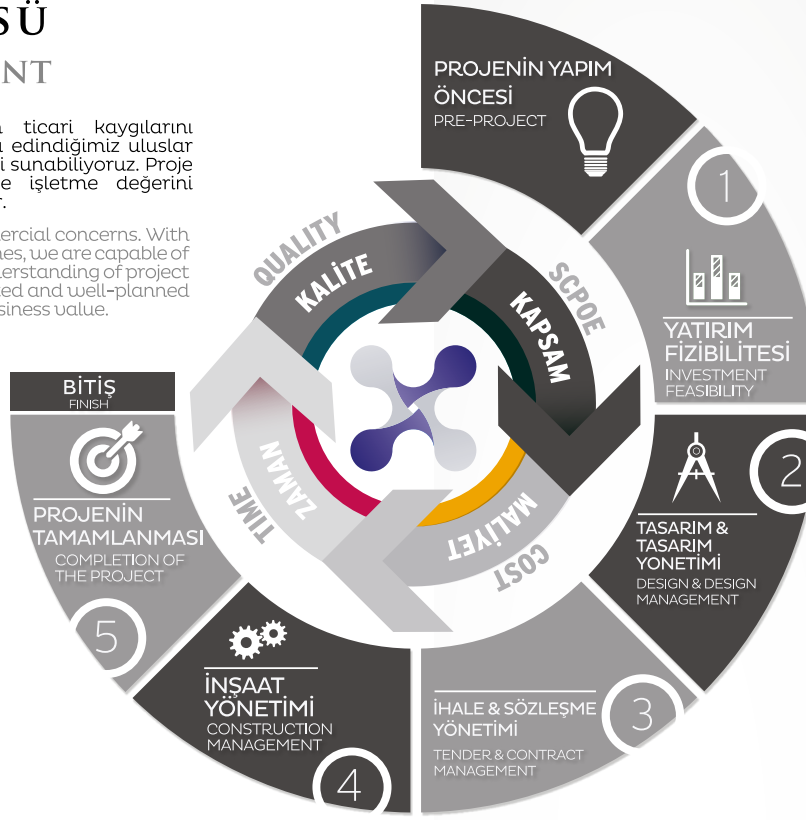 SÜ
NT
ticari kaygılarını
edindiğimiz uluslar
i sunabiliyoruz. Proje
e işletme değerini
r.
ercial concerns. With
nes, we are capable of
derstanding of project
ted and well-planned
siness value.
PROJENİN YAPIM
ÖNCESİ
PRE-PROJECT
1
YATIRIM
FİZİBİLİTESİ
INVESTMENT
FEASIBILITY
2
TASARIM &
TASARIM
YONETİMİ
DESIGN & DESIGN
MANAGEMENT
3
İHALE & SÖZLEŞME
YÖNETİMİ
TENDER & CONTRACT
MANAGEMENT
4
İNŞAAT
YÖNETİMİ
CONSTRUCTION
MANAGEMENT
5
PROJENİN
TAMAMLANMASI
COMPLETION OF
THE PROJECT
BİTİŞ
FINISH
QUALITY
KALİTE
SCPOE
KAPSAM
COST
MALİYET
TIME
ZAMAN